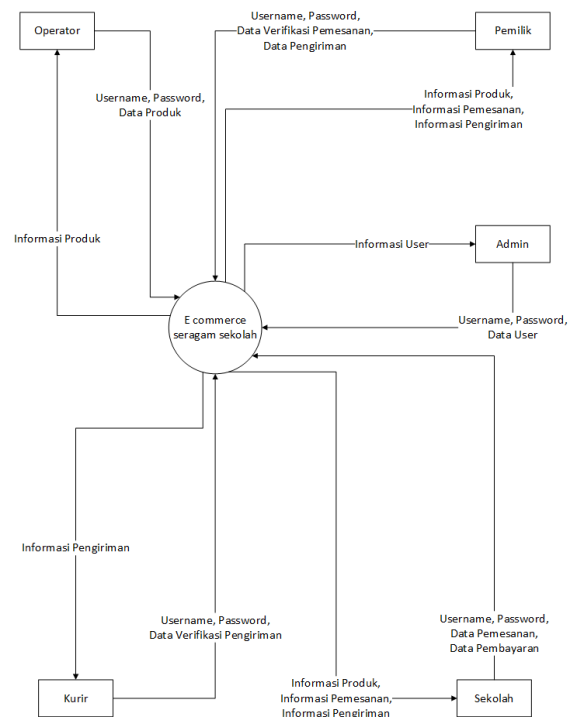 Operator
Username, Password,
Data Verifikasi Pemesanan,
Data Pengiriman
Pemilik
Username, Password,
Data Produk
Informasi Produk,
Informasi Pemesanan,
Informasi Pengiriman
Informasi Produk
Informasi User
Admin
E commerce
seragam sekolah
Username, Password,
Data User
Informasi Pengiriman
Username, Password,
Data Verifikasi Pengiriman
Username, Password,
Data Pemesanan,
Data Pembayaran
Kurir
Informasi Produk,
Informasi Pemesanan,
Informasi Pengiriman
Sekolah